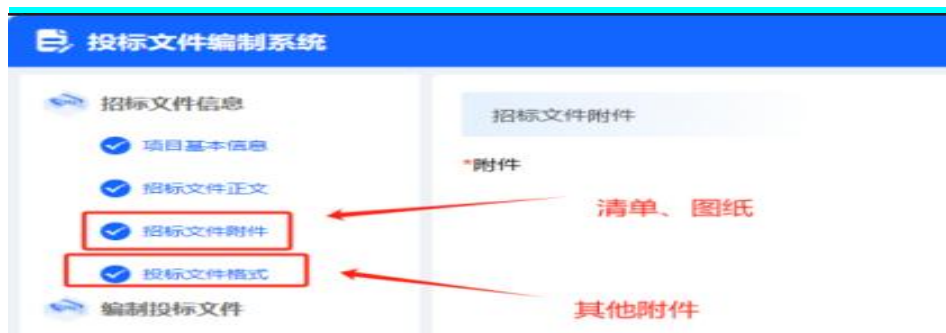 投标文件编制系统
招标文件信息
项目基本信息
招标文件正文
招标文件附件
投标文件格式
编制投标文件
招标文件附件
*附件
清单、图纸
其他附件